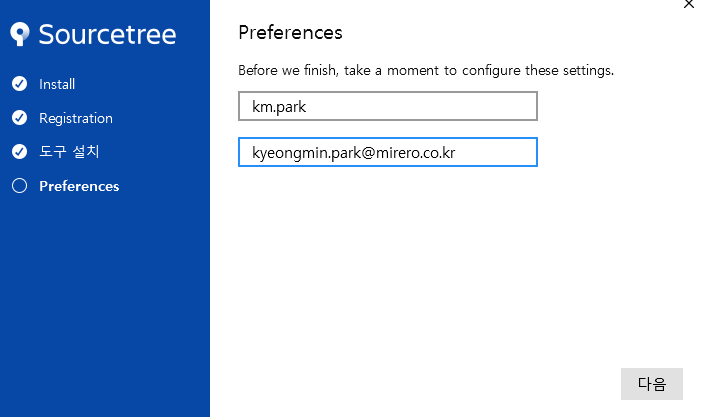 Sourcetree
Install
Registration
도구 설치
Preferences
Preferences
Before we finish, take a moment to configure these settings.
km.park
kyeongmin.park@mirero.co.kr
다음